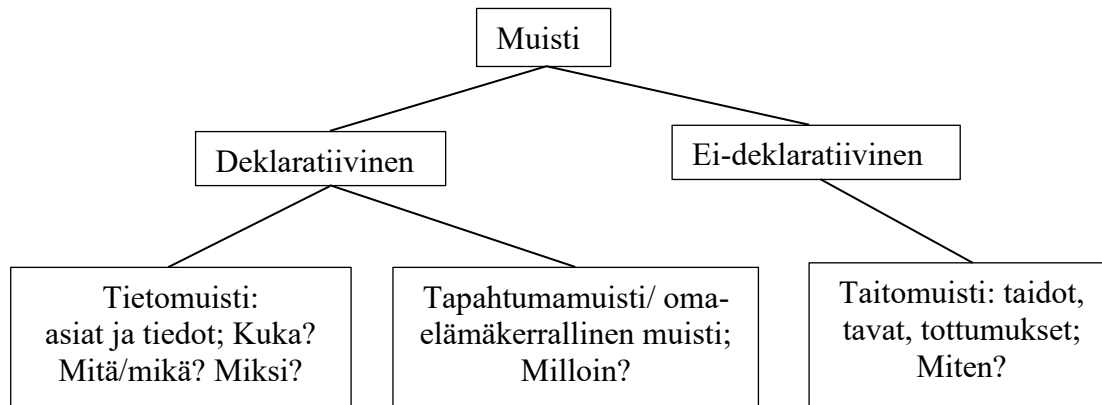 Muisti
Deklaratiivinen
Ei-deklaratiivinen
Tietomuisti:
asiat ja tiedot; Kuka?
Mitä/mikä? Miksi?
Tapahtumamuisti/ oma-
elämäkerrallinen muisti;
Milloin?
Taitomuisti: taidot,
tavat, tottumukset;
Miten?